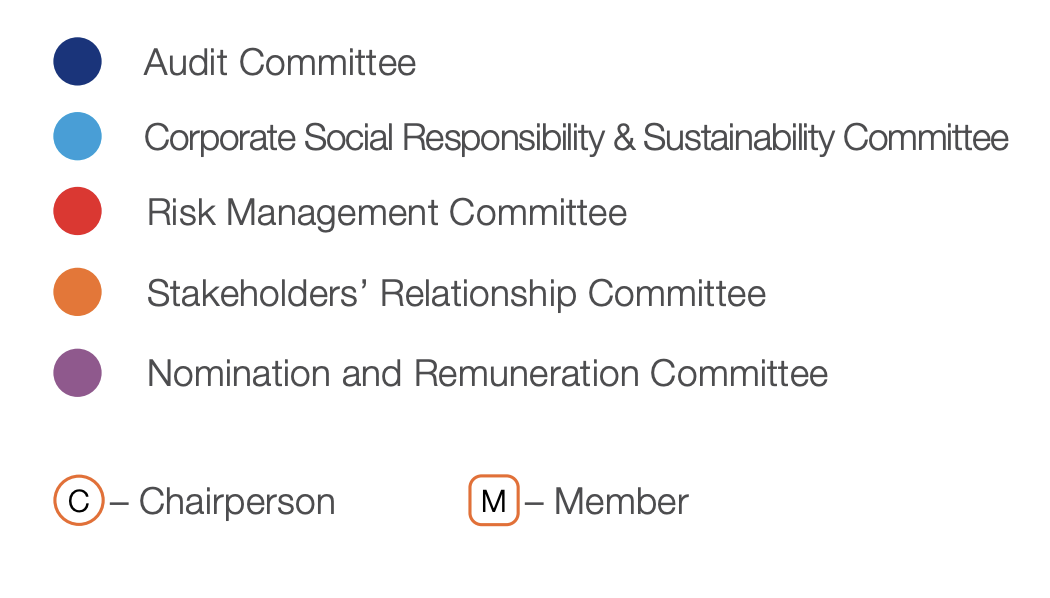 Audit Committee
Corporate Social Responsibility & Sustainability Committee
Risk Management Committee
Stakeholders’ Relationship Committee
Nomination and Remuneration Committee
C – Chairperson M – Member